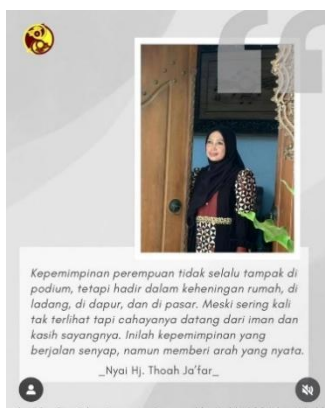 Kepemimpinan perempuan tidak selalu tampak di
podium, tetapi hadir dalam keheningan rumah, di
ladang, di dapur, dan di pasar. Meski sering kali
tak terlihat tapi cahayanya datang dari iman dan
kasih sayangnya. Inilah kepemimpinan yang
berjalan senyap, namun memberi arah yang nyata.
_Nyai Hj. Thoah Ja'far_